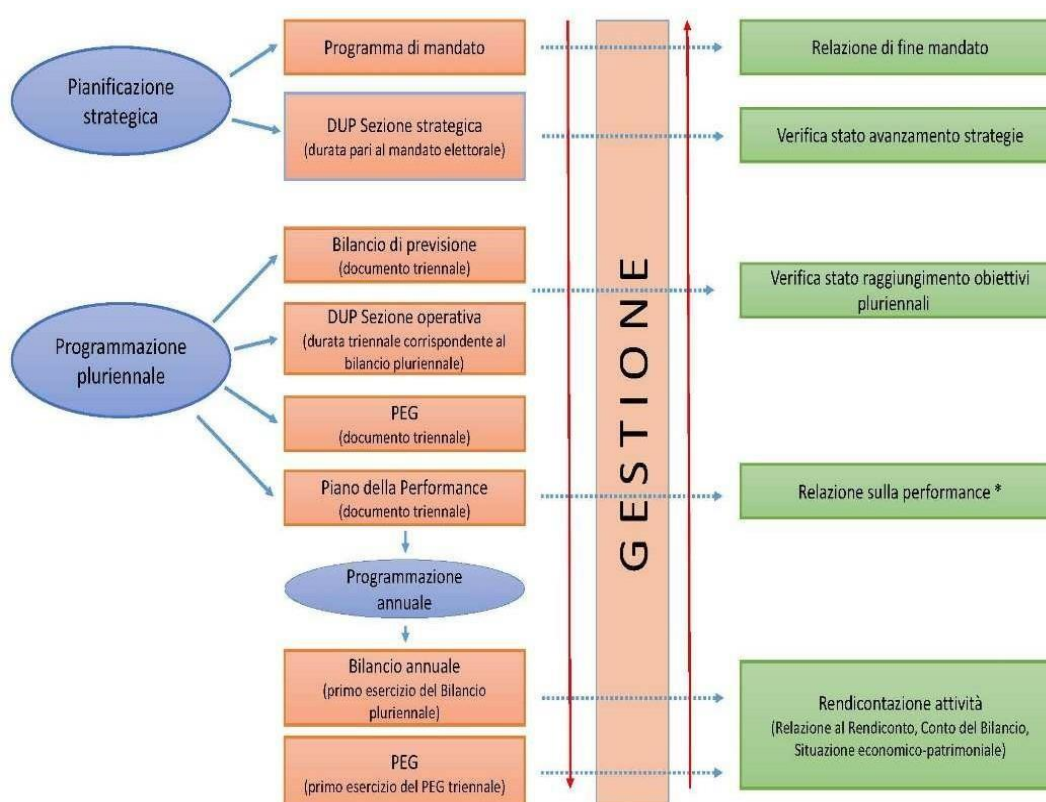 Pianificazione
strategica
Programma di mandato
Relazione di fine mandato
DUP Sezione strategica
(durata pari al mandato elettorale)
Verifica stato avanzamento strategie
Programmazione
pluriennale
Bilancio di previsione
(documento triennale)
DUP Sezione operativa
(durata triennale corrispondente al
bilancio pluriennale)
Verifica stato raggiungimento obiettivi
pluriennali
PEG
(documento triennale)
Piano della Performance
(documento triennale)
Relazione sulla performance *
GESTIONE
Programmazione
annuale
Bilancio annuale
(primo esercizio del Bilancio
pluriennale)
PEG
(primo esercizio del PEG triennale)
Rendicontazione attività
(Relazione al Rendiconto, Conto del Bilancio,
Situazione economico-patrimoniale)